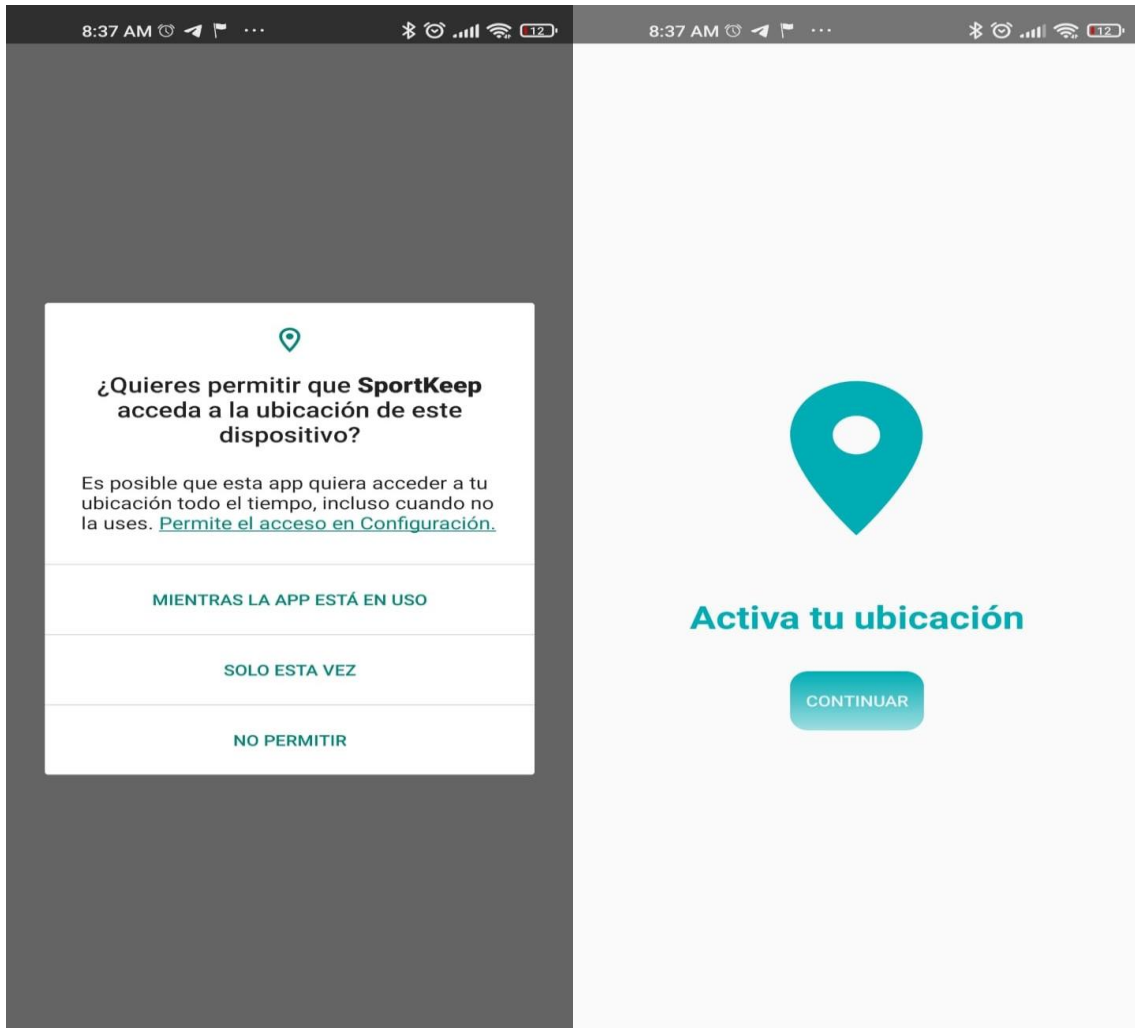 8:37 AM
12
¿Quieres permitir que SportKeep
acceda a la ubicación de este
dispositivo?
Es posible que esta app quiera acceder a tu
ubicación todo el tiempo, incluso cuando no
la uses. Permite el acceso en Configuración.
MIENTRAS LA APP ESTÁ EN USO
SOLO ESTA VEZ
NO PERMITIR
8:37 AM
12
Activa tu ubicación
CONTINUAR